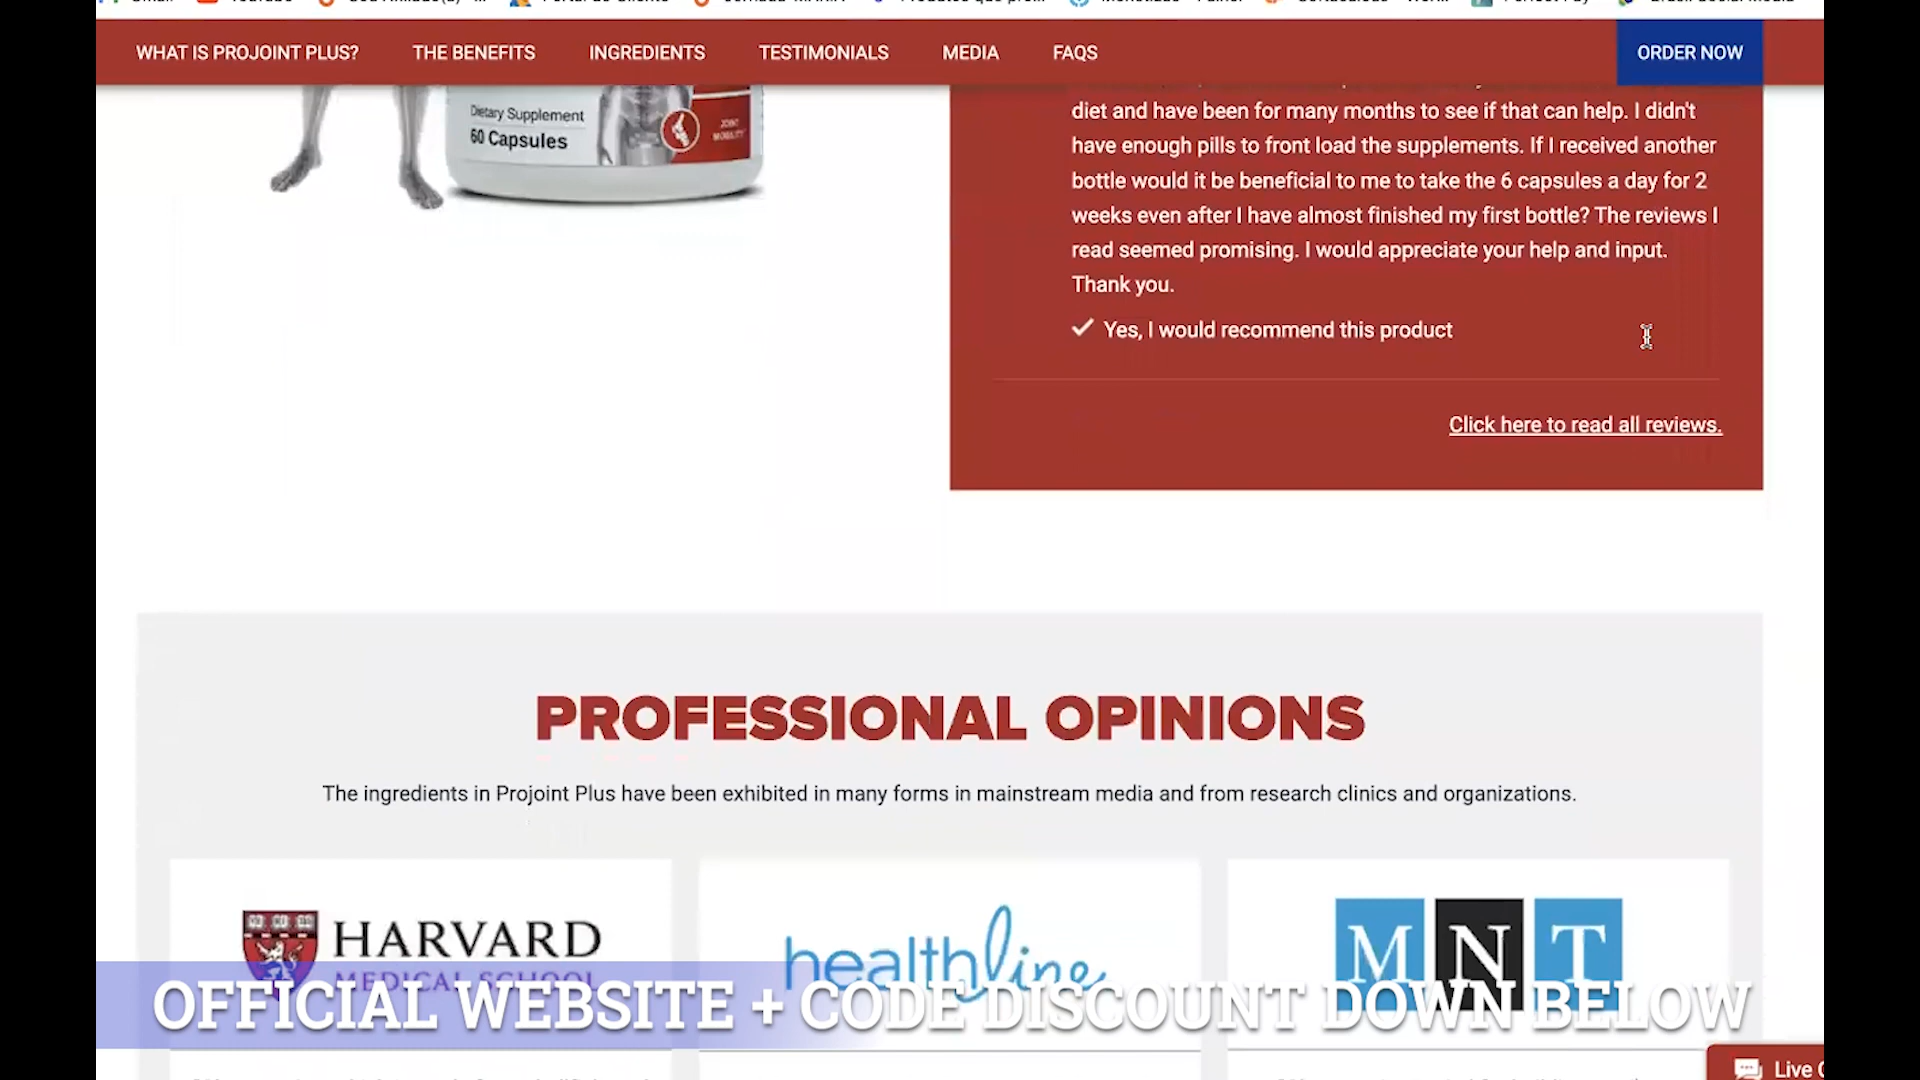 WHAT IS PROJOINT PLUS? THE BENEFITS INGREDIENTS TESTIMONIALS MEDIA FAQS ORDER NOW
Dietary Supplement
60 Capsules
JOINT
MOBILITY
diet and have been for many months to see if that can help. I didn't
have enough pills to front load the supplements. If I received another
bottle would it be beneficial to me to take the 6 capsules a day for 2
weeks even after I have almost finished my first bottle? The reviews I
read seemed promising. I would appreciate your help and input.
Thank you.
Yes, I would recommend this product
Click here to read all reviews.
PROFESSIONAL OPINIONS
The ingredients in Projoint Plus have been exhibited in many forms in mainstream media and from research clinics and organizations.
HARVARD
MEDICAL SCHOOL
healthline
MNT
OFFICIAL WEBSITE + CODE DISCOUNT DOWN BELOW
Live